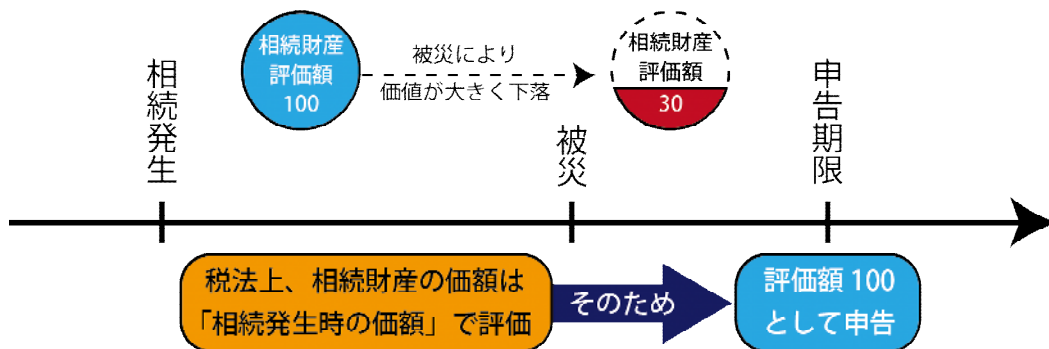 相続発生
相続財産
評価額
100
被災により
価値が大きく下落
相続財産
評価額
30
被災
申告期限
税法上、相続財産の価額は
「相続発生時の価額」で評価
そのため
評価額 100
として申告